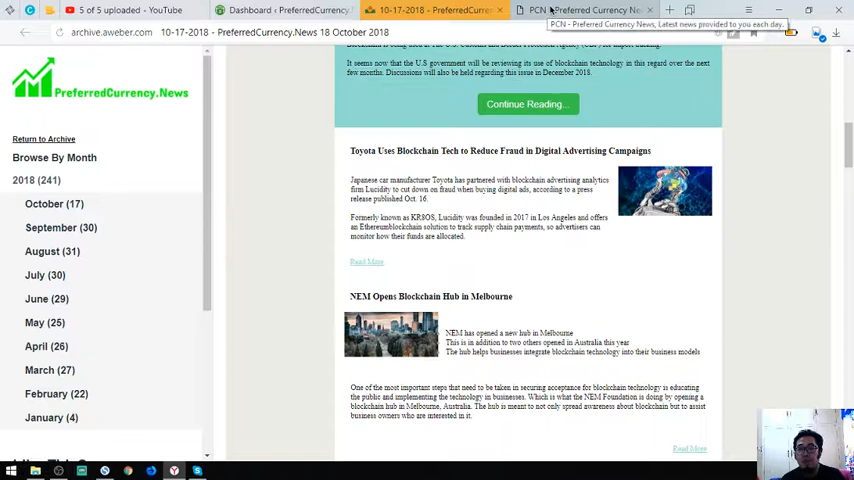 5 of 5 uploaded - YouTube
Dashboard ‹ PreferredCurrency.
10-17-2018 - PreferredCurren
PCN - Preferred Currency Ne
PCN - Preferred Currency News, Latest news provided to you each day.
archive.aweber.com
10-17-2018 - PreferredCurrency.News 18 October 2018
PreferredCurrency.News
Return to Archive
Browse By Month
2018 (241)
October (17)
September (30)
August (31)
July (30)
June (29)
May (25)
April (26)
March (27)
February (22)
January (4)
It seems now that the U.S government will be reviewing its use of blockchain technology in this regard over the next
few months. Discussions will also be held regarding this issue in December 2018.
Continue Reading...
Toyota Uses Blockchain Tech to Reduce Fraud in Digital Advertising Campaigns
Japanese car manufacturer Toyota has partnered with blockchain advertising analytics
firm Lucidity to cut down on fraud when buying digital ads, according to a press
release published Oct. 16.
Formerly known as KR8OS, Lucidity was founded in 2017 in Los Angeles and offers
an Ethereumblockchain solution to track supply chain payments, so advertisers can
monitor how their funds are allocated.
Read More
NEM Opens Blockchain Hub in Melbourne
NEM has opened a new hub in Melbourne
This is in addition to two others opened in Australia this year
The hub helps businesses integrate blockchain technology into their business models
One of the most important steps that need to be taken in securing acceptance for blockchain technology is educating
the public and implementing the technology in businesses. Which is what the NEM Foundation is doing by opening a
blockchain hub in Melbourne, Australia. The hub is meant to not only spread awareness about blockchain but to assist
business owners who are interested in it.
Read More